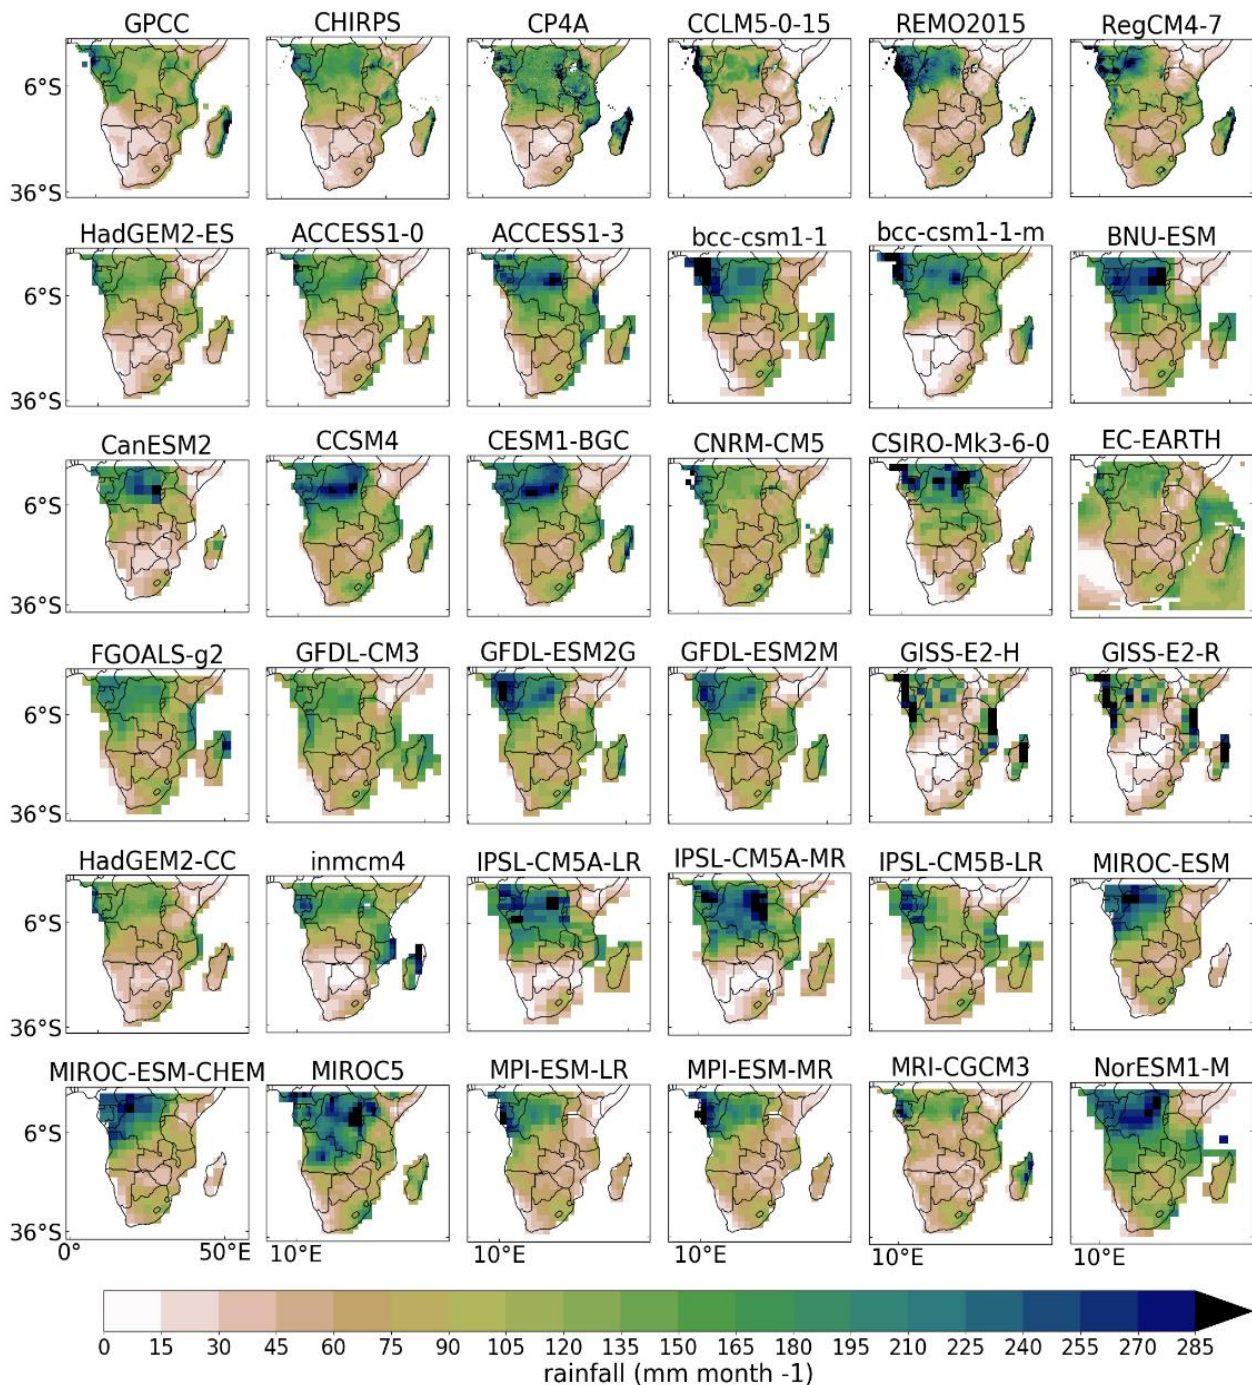 GPCC CHIRPS CP4A CCLM5-0-15 REMO2015 RegCM4-7
6°S
36°S
HadGEM2-ES ACCESS1-0 ACCESS1-3 bcc-csm1-1 bcc-csm1-1-m BNU-ESM
6°S
36°S
CanESM2 CCSM4 CESM1-BGC CNRM-CM5 CSIRO-Mk3-6-0 EC-EARTH
6°S
36°S
FGOALS-g2 GFDL-CM3 GFDL-ESM2G GFDL-ESM2M GISS-E2-H GISS-E2-R
6°S
36°S
HadGEM2-CC inmcm4 IPSL-CM5A-LR IPSL-CM5A-MR IPSL-CM5B-LR MIROC-ESM
6°S
36°S
MIROC-ESM-CHEM MIROC5 MPI-ESM-LR MPI-ESM-MR MRI-CGCM3 NorESM1-M
6°S
36°S
0° 50°E 10°E 10°E 10°E 10°E 10°E
0 15 30 45 60 75 90 105 120 135 150 165 180 195 210 225 240 255 270 285
rainfall (mm month -1)